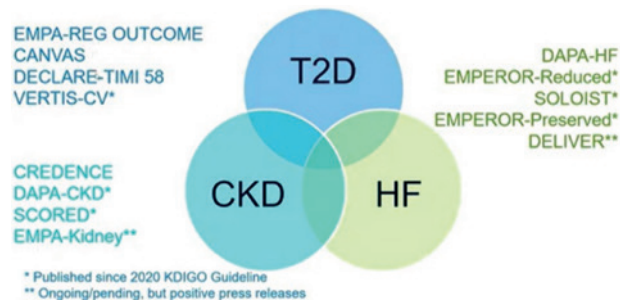 EMPA-REG OUTCOME
CANVAS
DECLARE-TIMI 58
VERTIS-CV*
T2D
DAPA-HF
EMPEROR-Reduced*
SOLOIST*
EMPEROR-Preserved*
DELIVER**
CREDENCE
DAPA-CKD*
SCORED*
EMPA-Kidney**
CKD
HF
* Published since 2020 KDIGO Guideline
** Ongoing/pending, but positive press releases